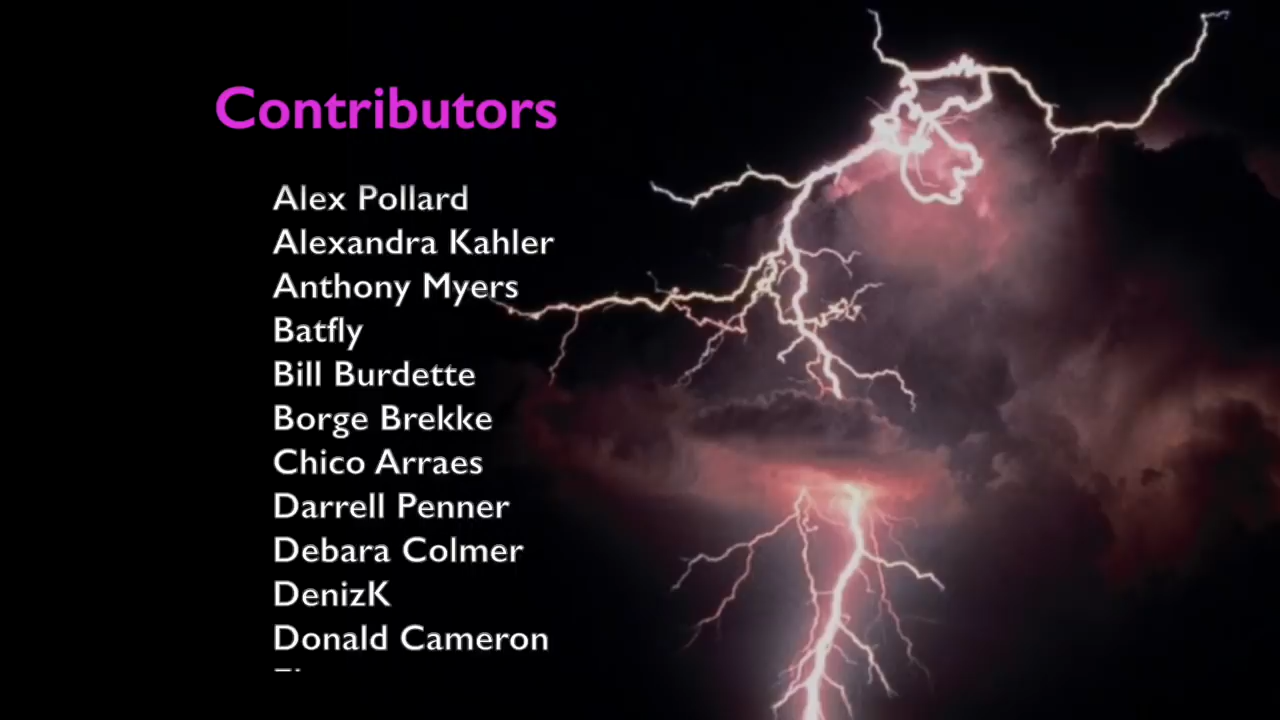 Contributors
Alex Pollard
Alexandra Kahler
Anthony Myers
Batfly
Bill Burdette
Borge Brekke
Chico Arraes
Darrell Penner
Debara Colmer
DenizK
Donald Cameron